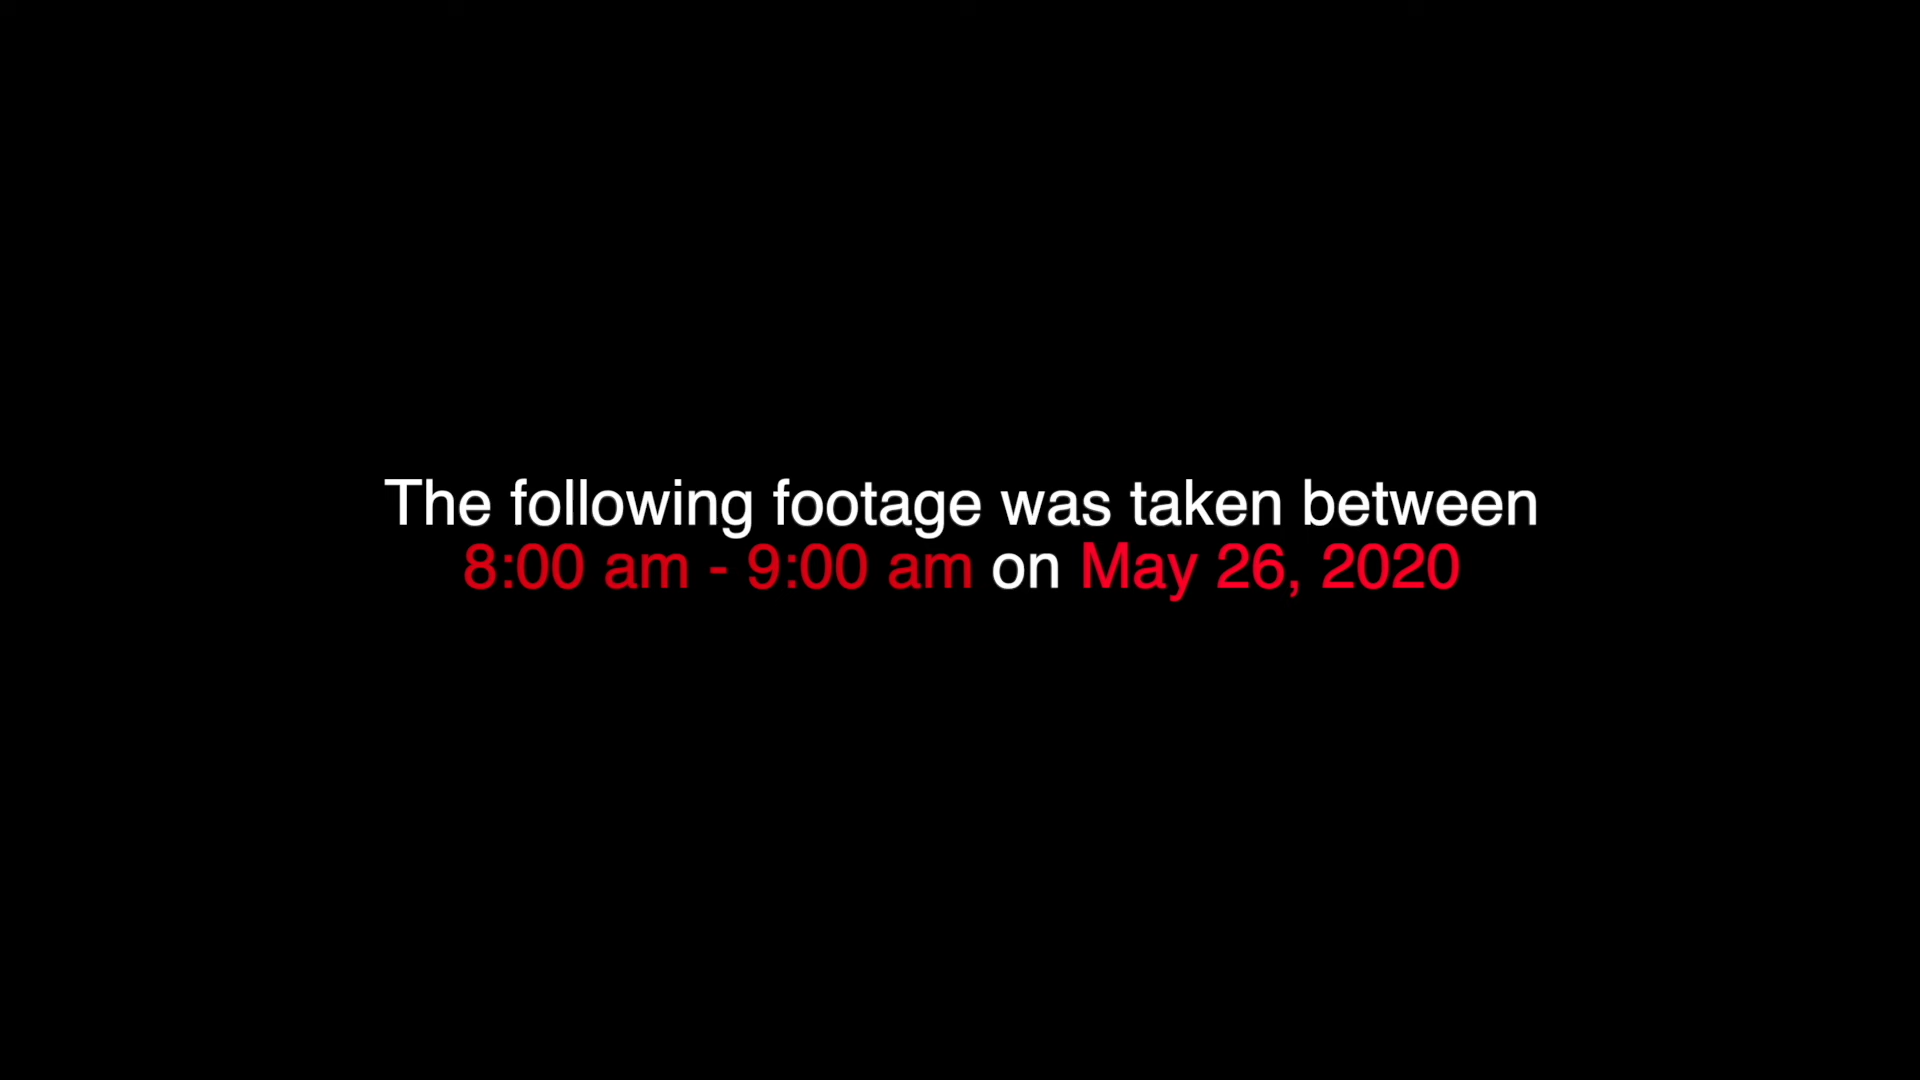 The following footage was taken between
8:00 am - 9:00 am on May 26, 2020